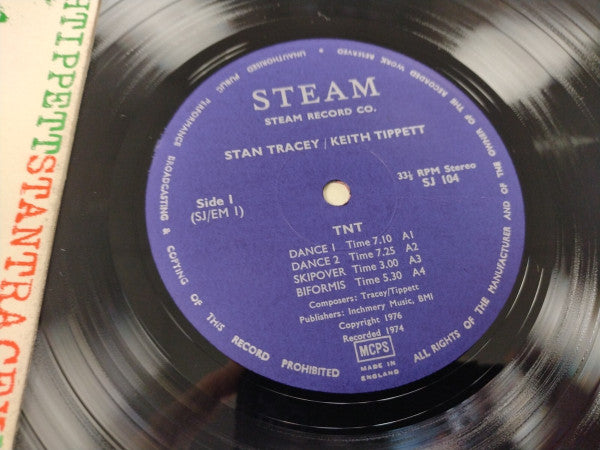 HTIPPETTSTANTRACEY
UNAUTHORISED PUBLIC PERFORMANCE BROADCASTING & COPYING OF THIS RECORD PROHIBITED
ALL RIGHTS OF THE MANUFACTURER AND OF THE OWNER OF THE RECORDED WORK RESERVED
STEAM
STEAM RECORD CO.
STAN TRACEY / KEITH TIPPETT
Side 1
(SJ/EM 1)
33⅓ RPM Stereo
SJ 104
TNT
DANCE 1 Time 7.10 A1
DANCE 2 Time 7.25 A2
SKIPOVER Time 3.00 A3
BIFORMIS Time 5.30 A4
Composers: Tracey/Tippett
Publishers: Inchmery Music, BMI
Copyright 1976
Recorded 1974
MCPS
MADE IN
ENGLAND